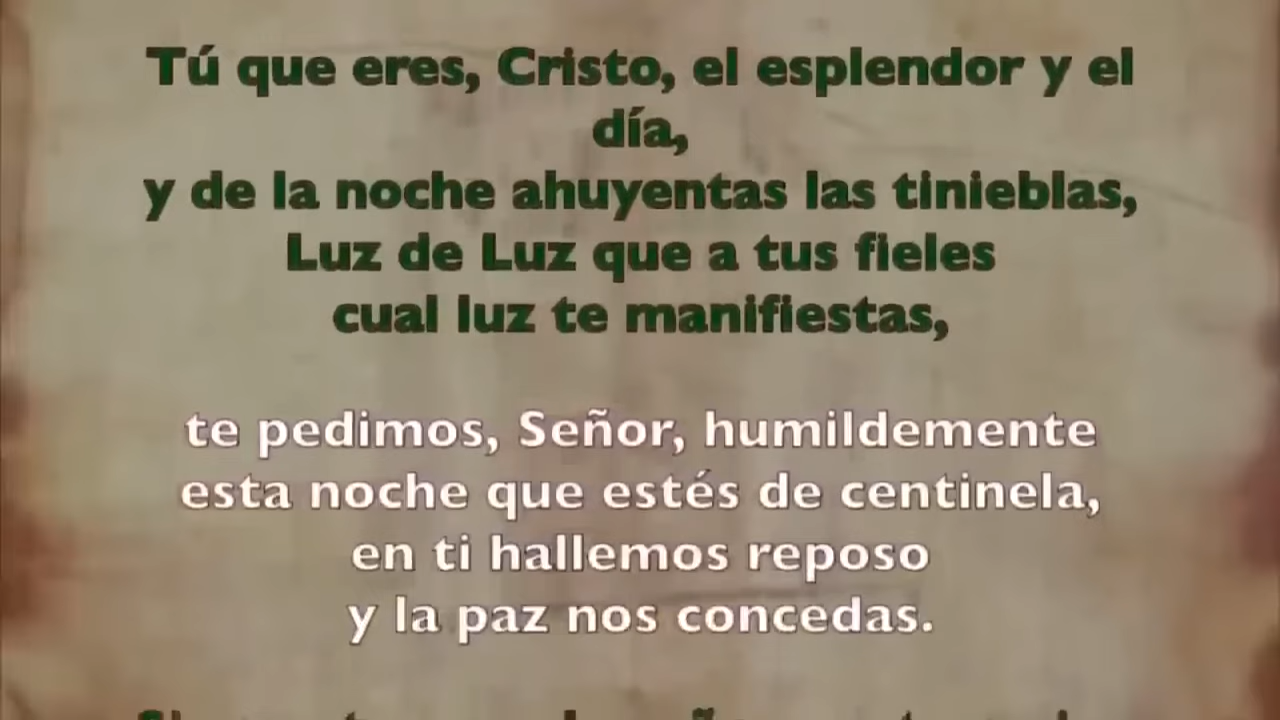 Tú que eres, Cristo, el esplendor y el
día,
y de la noche ahuyentas las tinieblas,
Luz de Luz que a tus fieles
cual luz te manifiestas,
te pedimos, Señor, humildemente
esta noche que estés de centinela,
en ti hallemos reposo
y la paz nos concedas.